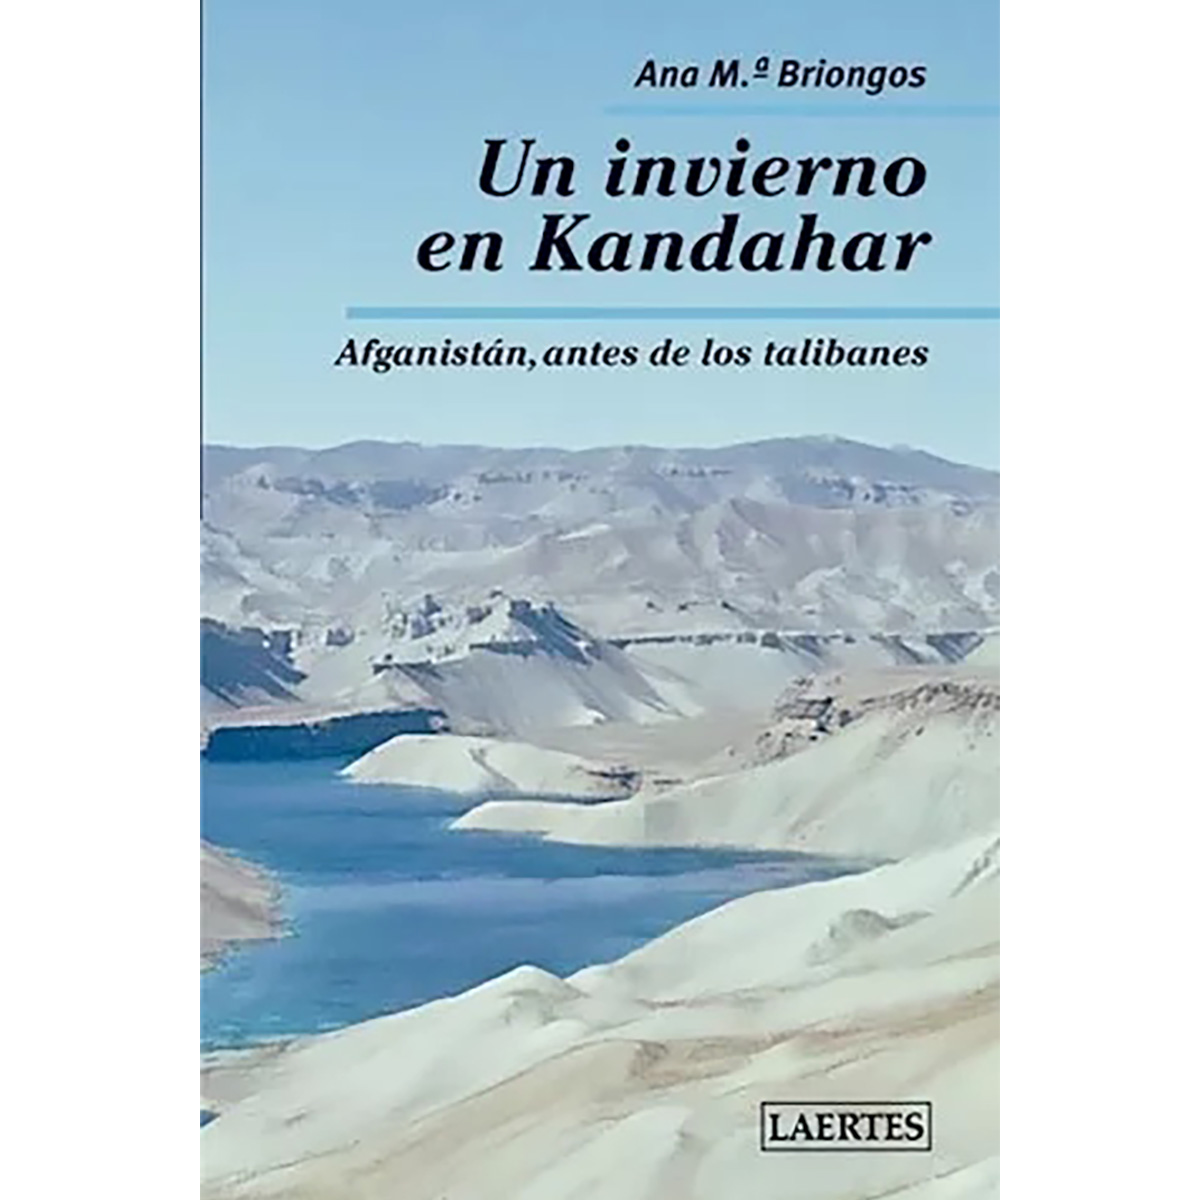 Ana M.ª Briongos
Un invierno
en Kandahar
Afganistán, antes de los talibanes
LAERTES